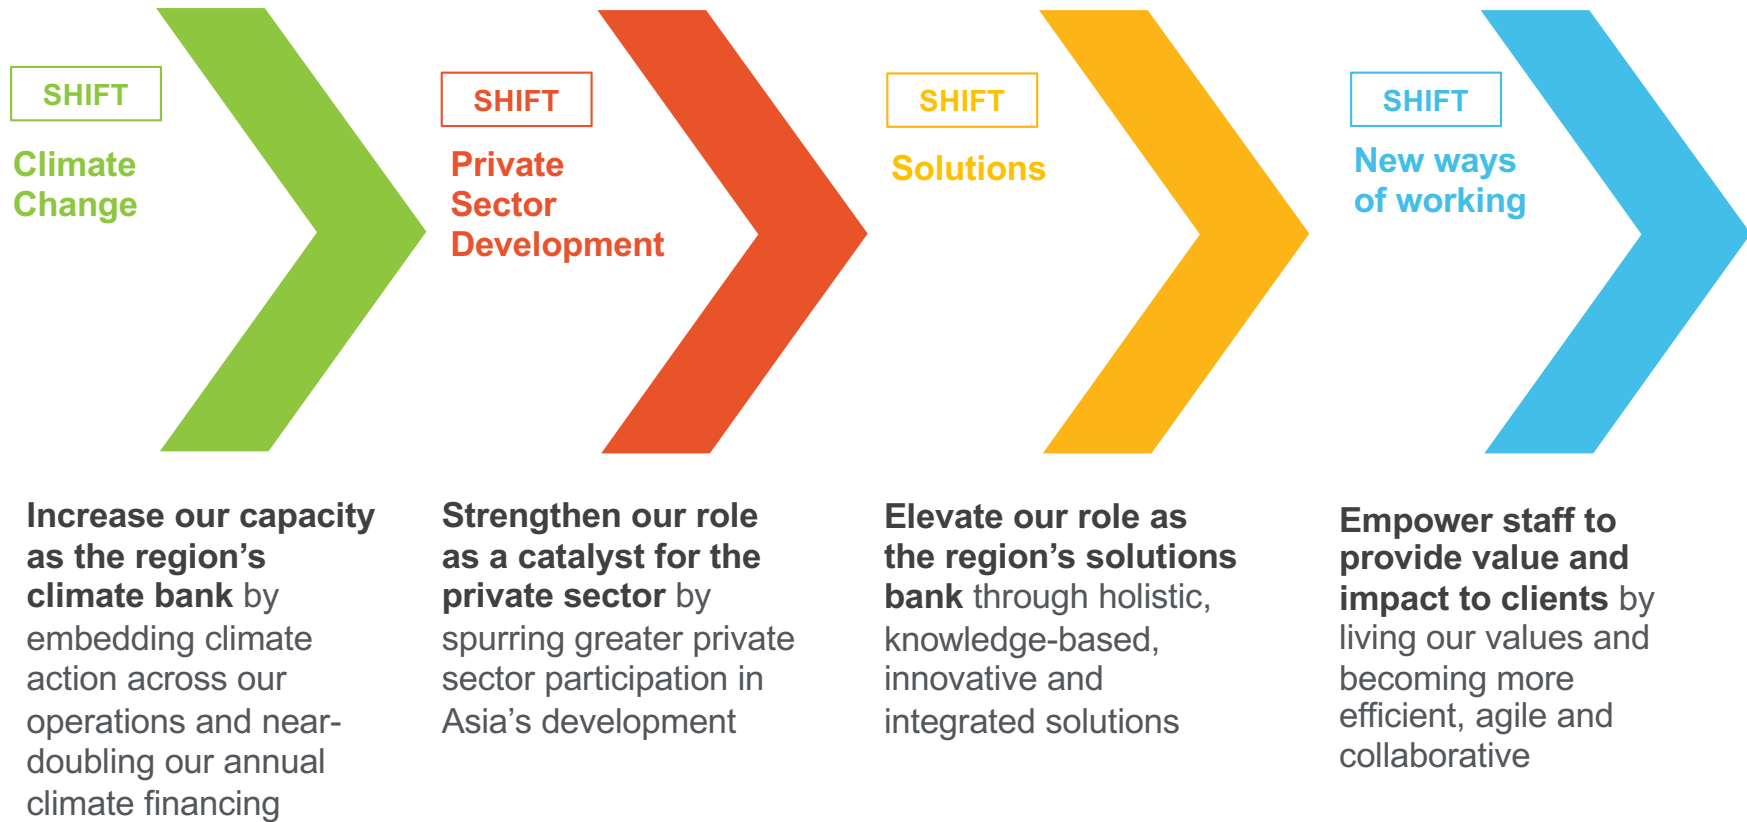 SHIFT
Climate
Change
Increase our capacity
as the region’s
climate bank by
embedding climate
action across our
operations and near-
doubling our annual
climate financing
SHIFT
Private
Sector
Development
Strengthen our role
as a catalyst for the
private sector by
spurring greater private
sector participation in
Asia’s development
SHIFT
Solutions
Elevate our role as
the region’s solutions
bank through holistic,
knowledge-based,
innovative and
integrated solutions
SHIFT
New ways
of working
Empower staff to
provide value and
impact to clients by
living our values and
becoming more
efficient, agile and
collaborative